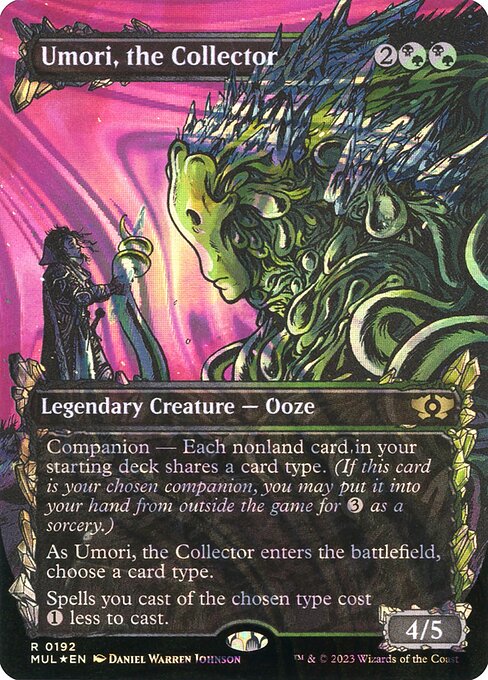 Umori, the Collector 2
Legendary Creature — Ooze
Companion — Each nonland card in your
starting deck shares a card type. (If this card
is your chosen companion, you may put it into
your hand from outside the game for 3 as a
sorcery.)
As Umori, the Collector enters the battlefield,
choose a card type.
Spells you cast of the chosen type cost
1 less to cast.
4/5
R 0192
MUL★EN Daniel Warren Johnson
™ & © 2023 Wizards of the Coast